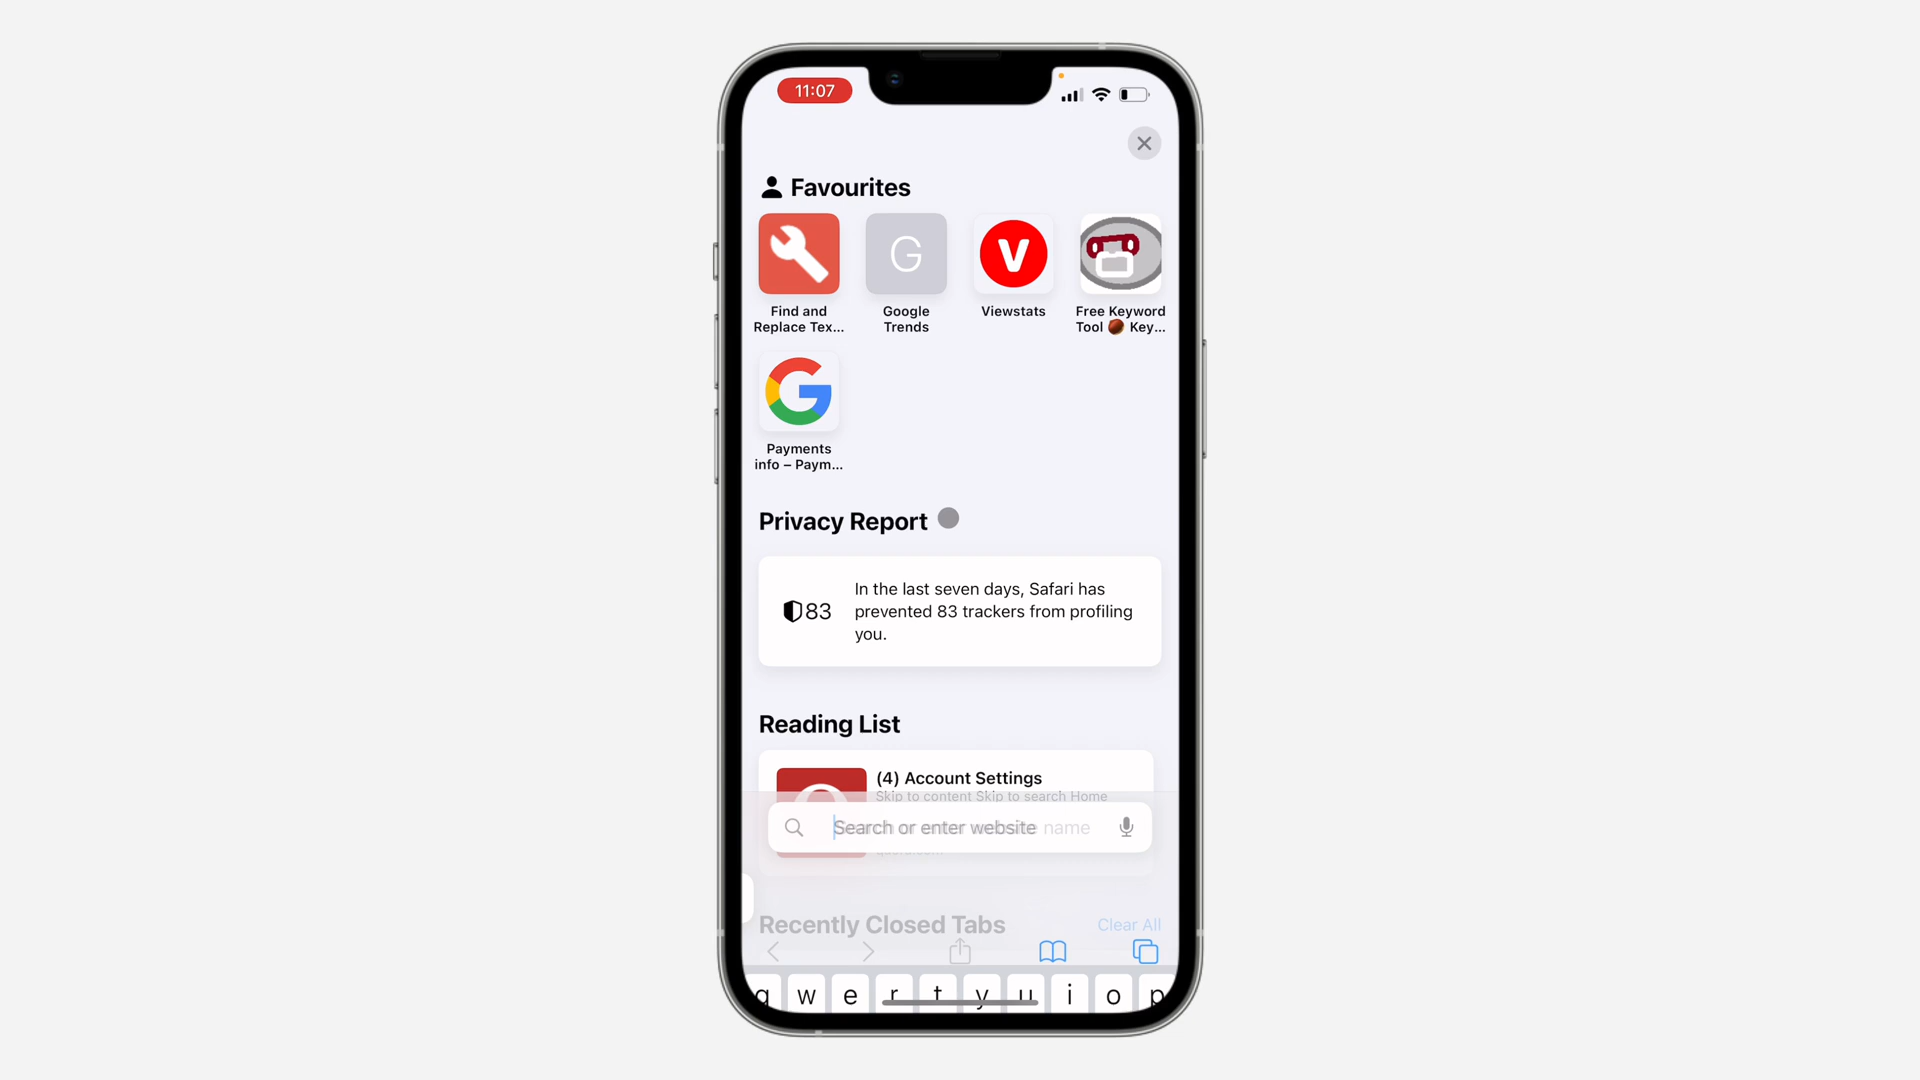 11:07
Favourites
G
V
Find and
Replace Tex...
Google
Trends
Viewstats
Free Keyword
Tool Key...
Payments
info – Paym...
Privacy Report
83
In the last seven days, Safari has
prevented 83 trackers from profiling
you.
Reading List
(4) Account Settings
Skip to content Skip to search Home
Search or enter website name
Recently Closed Tabs
Clear All
q w e r t y u i o p